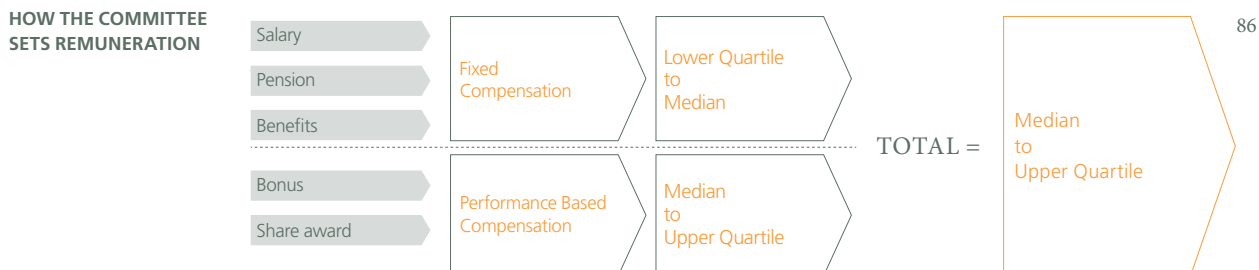 HOW THE COMMITTEE
SETS REMUNERATION
86
Salary
Pension
Benefits
Fixed
Compensation
Lower Quartile
to
Median
Bonus
Share award
Performance Based
Compensation
Median
to
Upper Quartile
TOTAL =
Median
to
Upper Quartile